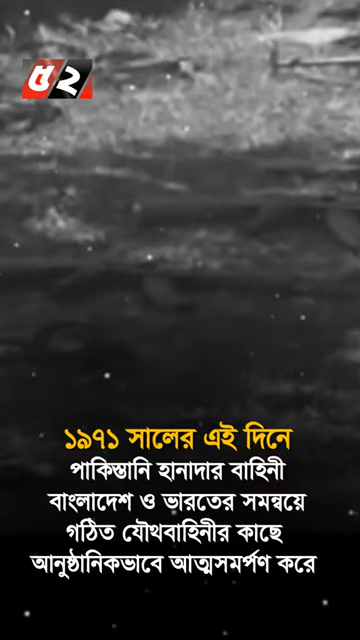 ৫২
১৯৭১ সালের এই দিনে
পাকিস্তানি হানাদার বাহিনী
বাংলাদেশ ও ভারতের সমন্বয়ে
গঠিত যৌথবাহিনীর কাছে
আনুষ্ঠানিকভাবে আত্মসমর্পণ করে